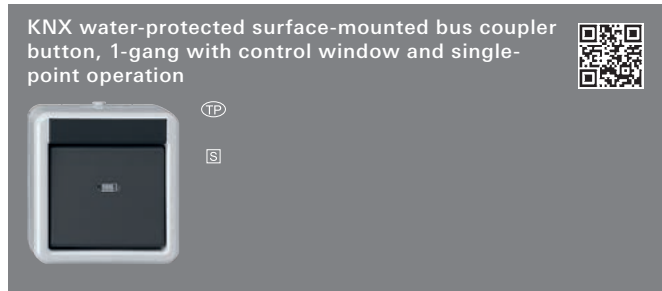 KNX water-protected surface-mounted bus coupler
button, 1-gang with control window and single-
point operation
TP
S